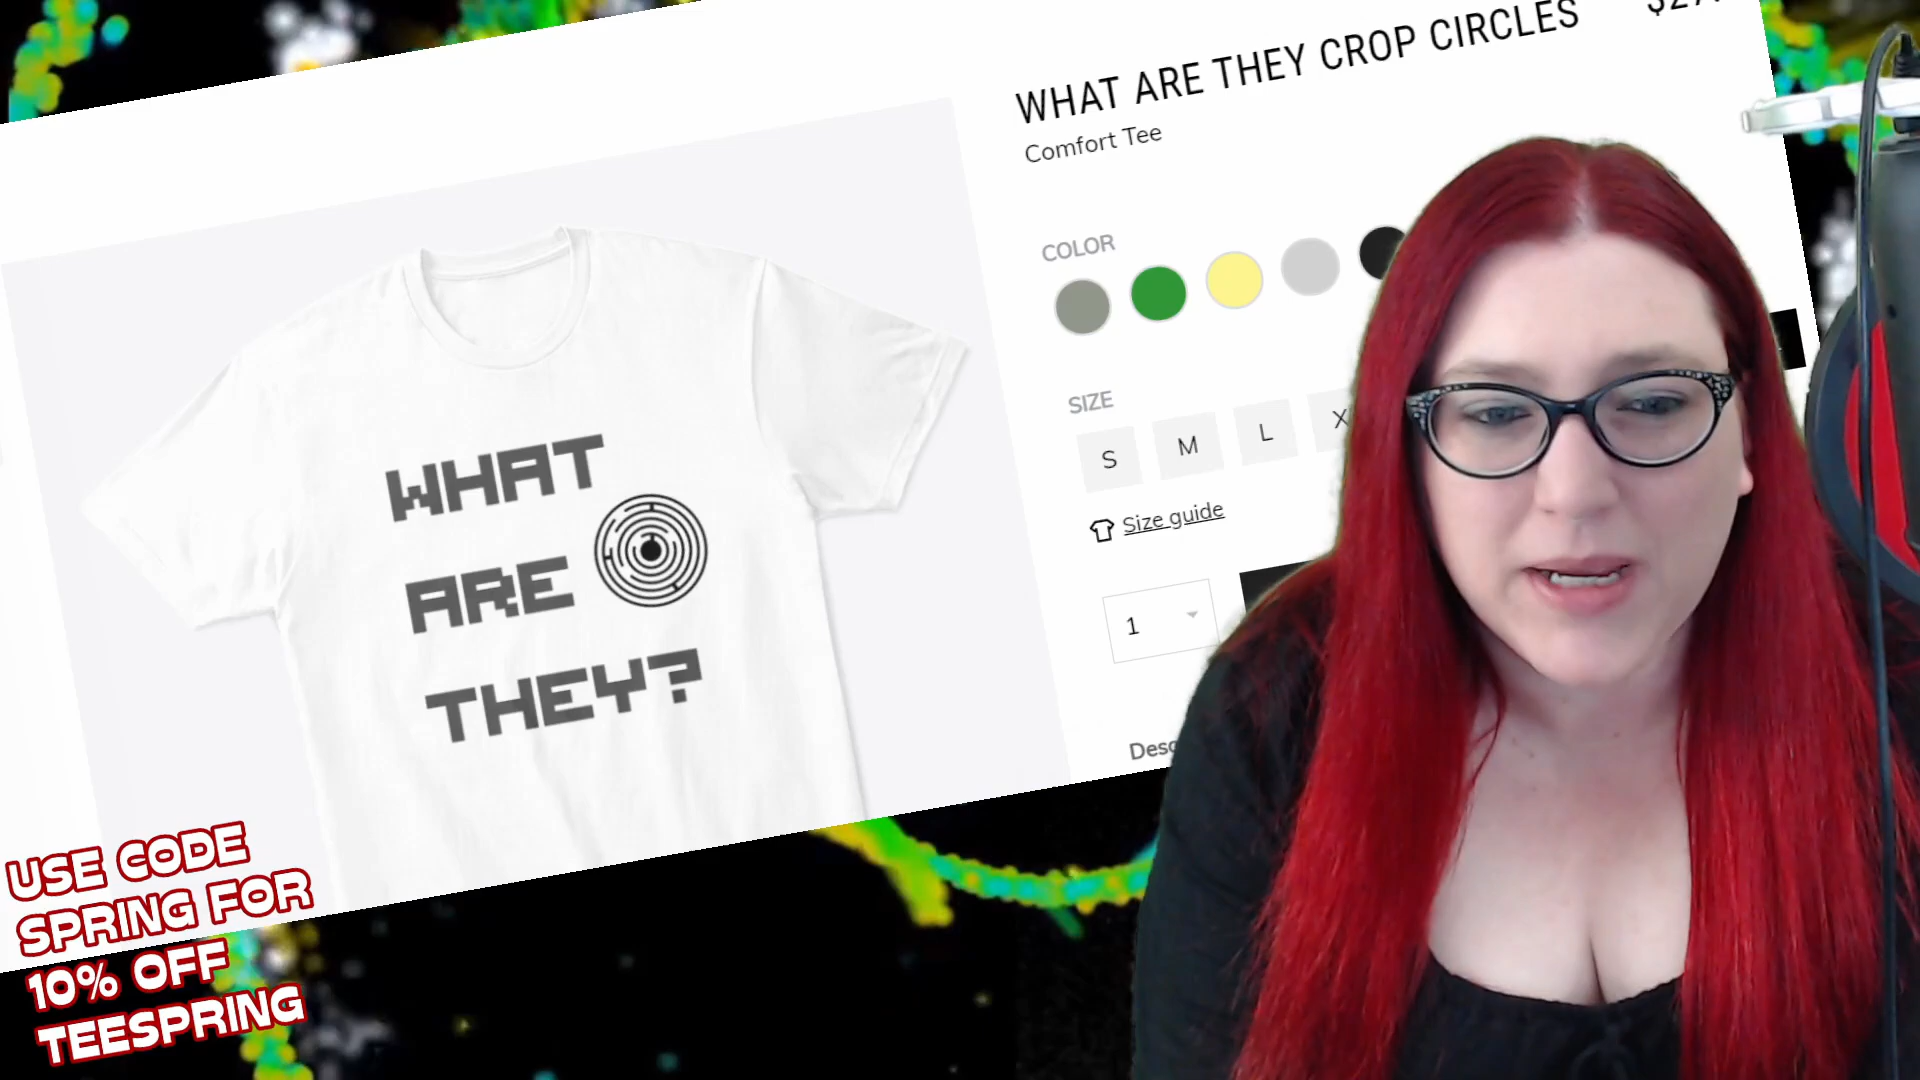 WHAT ARE THEY CROP CIRCLES
Comfort Tee
COLOR
SIZE
S M L
Size guide
1
WHAT
ARE
THEY?
USE CODE
SPRING FOR
10% OFF
TEESPRING